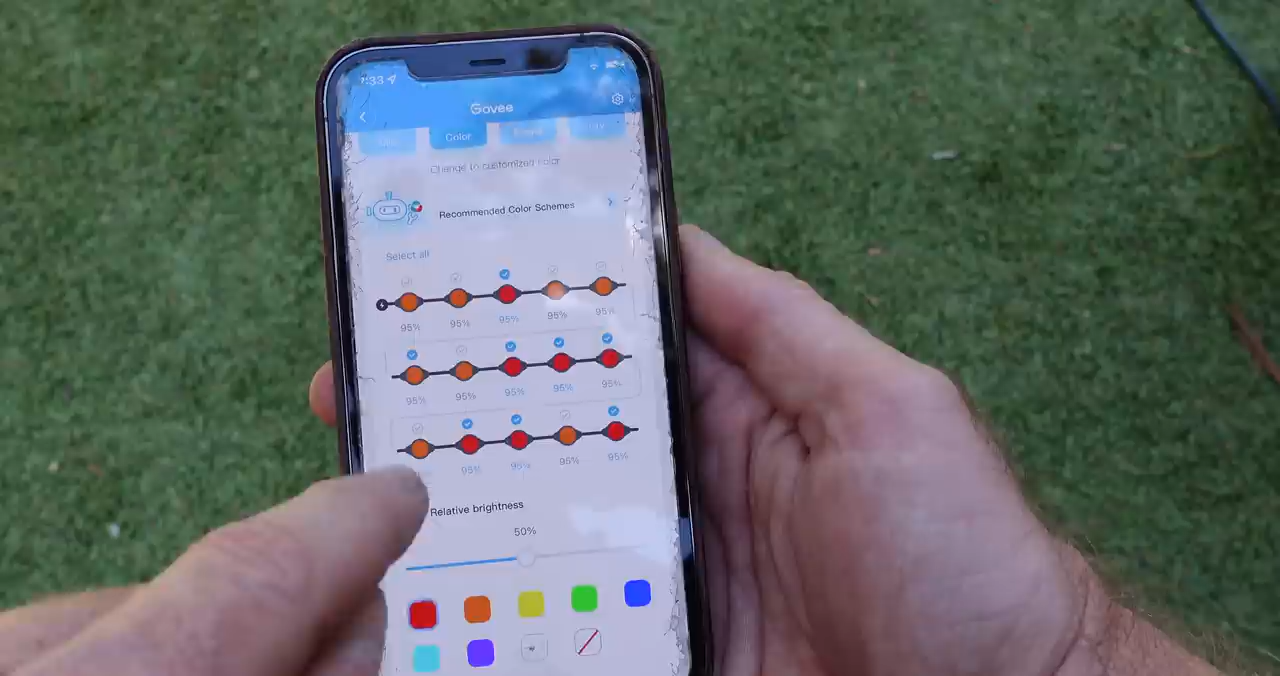 :33
Govee
Color
Change to customized color
Recommended Color Schemes
Select all
95% 95% 95% 95% 95%
95% 95% 95% 95% 95%
95% 95% 95% 95%
Relative brightness
50%